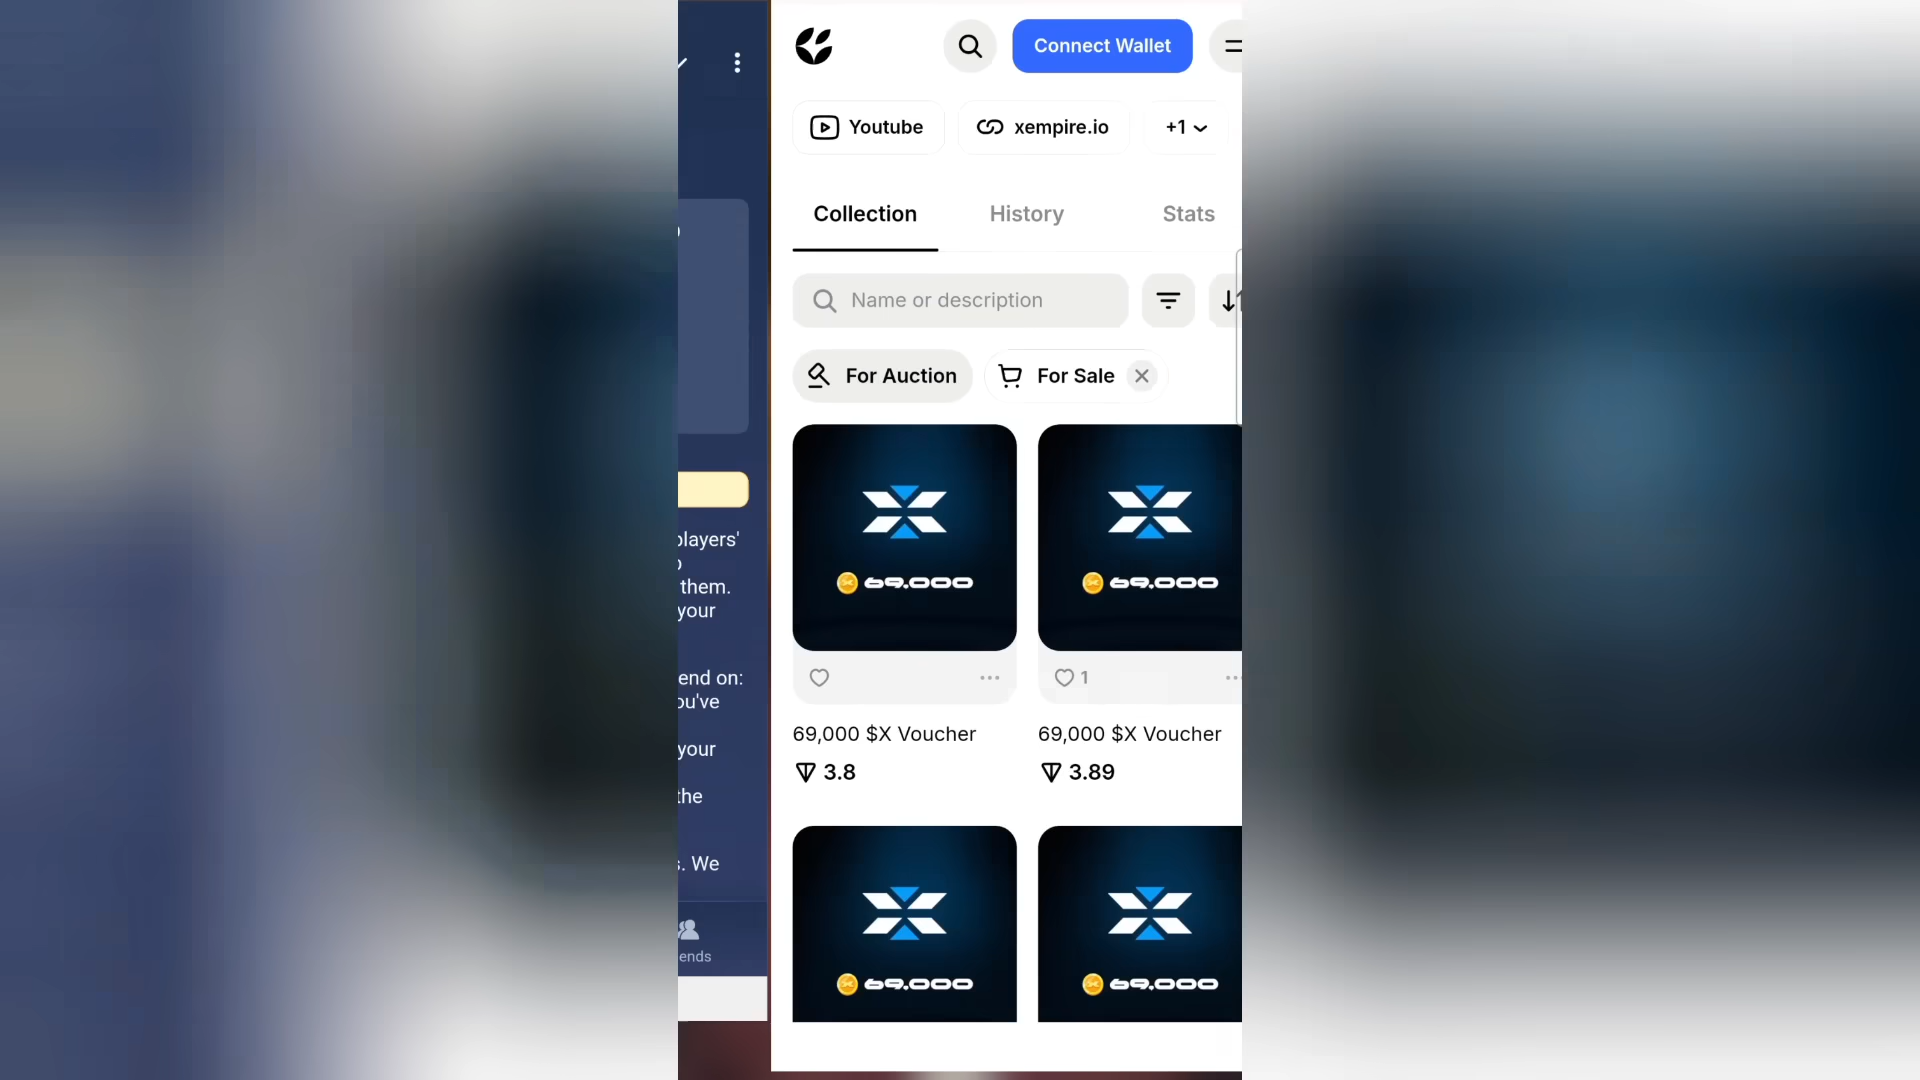 Connect Wallet
Youtube
xempire.io
+1
Collection
History
Stats
Name or description
For Auction
For Sale
69.000
69.000
1
69,000 $X Voucher
69,000 $X Voucher
3.8
3.89
69.000
69.000
players'
them.
your
end on:
ou've
your
the
s. We
ends